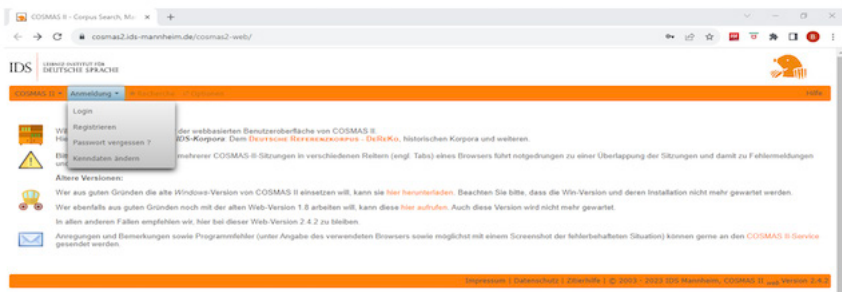 COSMAS II - Corpus Search, Ma
cosmas2.ids-mannheim.de/cosmas2-web/
IDS LEIBNIZ-INSTITUT FÜR
DEUTSCHE SPRACHE
COSMAS II Anmeldung Recherche Optionen Hilfe
Login
Registrieren
Passwort vergessen ?
Kenndaten ändern
der webbasierten Benutzeroberfläche von COSMAS II.
IDS-Korpora. Dem DEUTSCHE REFERENZKORPUS - DEREKO, historischen Korpora und weiteren.
mehrerer COSMAS-II-Sitzungen in verschiedenen Reitern (engl. Tabs) eines Browsers führt notgedrungen zu einer Überlappung der Sitzungen und damit zu Fehlermeldungen
Ältere Versionen:
Wer aus guten Gründen die alte Windows-Version von COSMAS II einsetzen will, kann sie hier herunterladen. Beachten Sie bitte, dass die Win-Version und deren Installation nicht mehr gewartet werden.
Wer ebenfalls aus guten Gründen noch mit der alten Web-Version 1.8 arbeiten will, kann diese hier aufrufen. Auch diese Version wird nicht mehr gewartet.
In allen anderen Fällen empfehlen wir, hier bei dieser Web-Version 2.4.2 zu bleiben.
Anregungen und Bemerkungen sowie Programmfehler (unter Angabe des verwendeten Browsers sowie möglichst mit einem Screenshot der fehlerbehafteten Situation) können gerne an den COSMAS II-Service
gesendet werden.
Impressum | Datenschutz | Zitierhilfe | © 2003 - 2023 IDS Mannheim, COSMAS II web Version 2.4.2